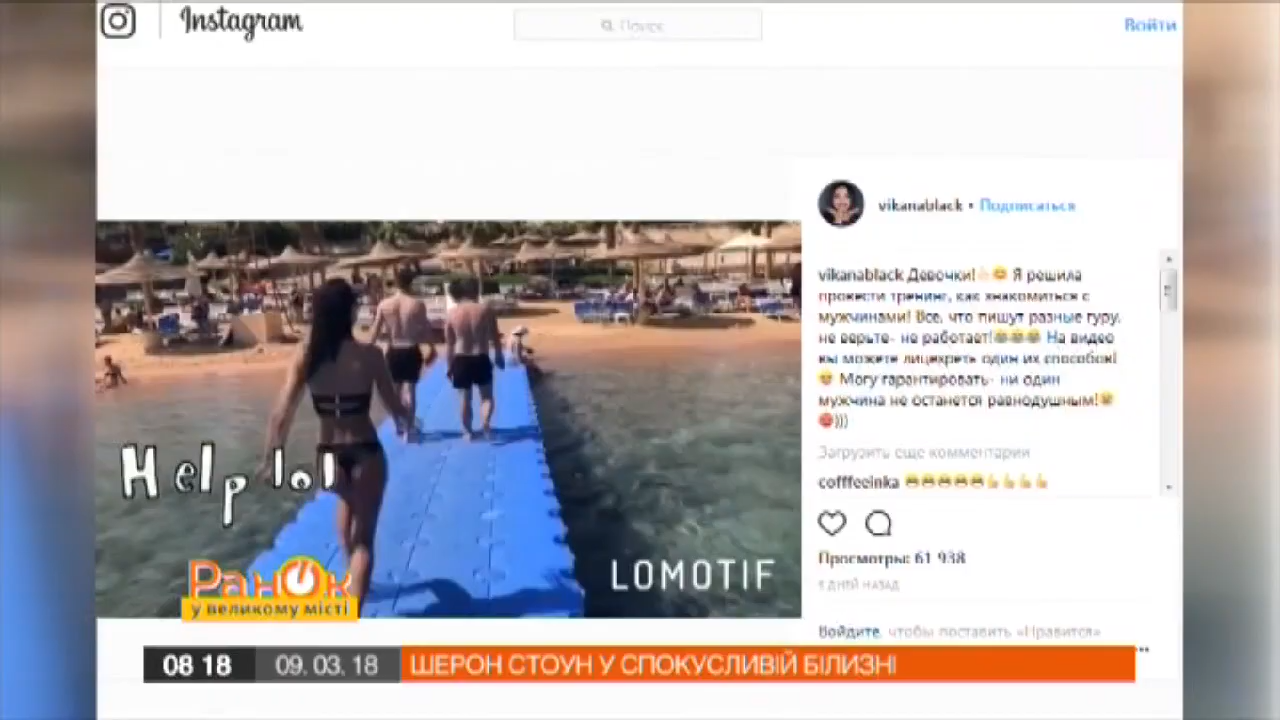 Instagram
Поиск
Войти
vikanablack • Подписаться
vikanablack Девочки!👆😊 Я решила
провести тренинг, как знакомиться с
мужчинами! Все, что пишут разные гуру,
не верьте- не работает!😂😂😂 На видео
вы можете лицезреть один их способов!
😍 Могу гарантировать- ни один
мужчина не останется равнодушным!😂
😡)))
Загрузить еще комментарии
cofffeeinka 😂😂😂😂😂👍👍👍👍
Help lol
LOMOTIF
Просмотры: 61 938
ДНЕЙ НАЗАД
Войдите, чтобы поставить «Нравится»
...
Ранок
у великому місті
08 18
09. 03. 18
ШЕРОН СТОУН У СПОКУСЛИВІЙ БІЛИЗНІ